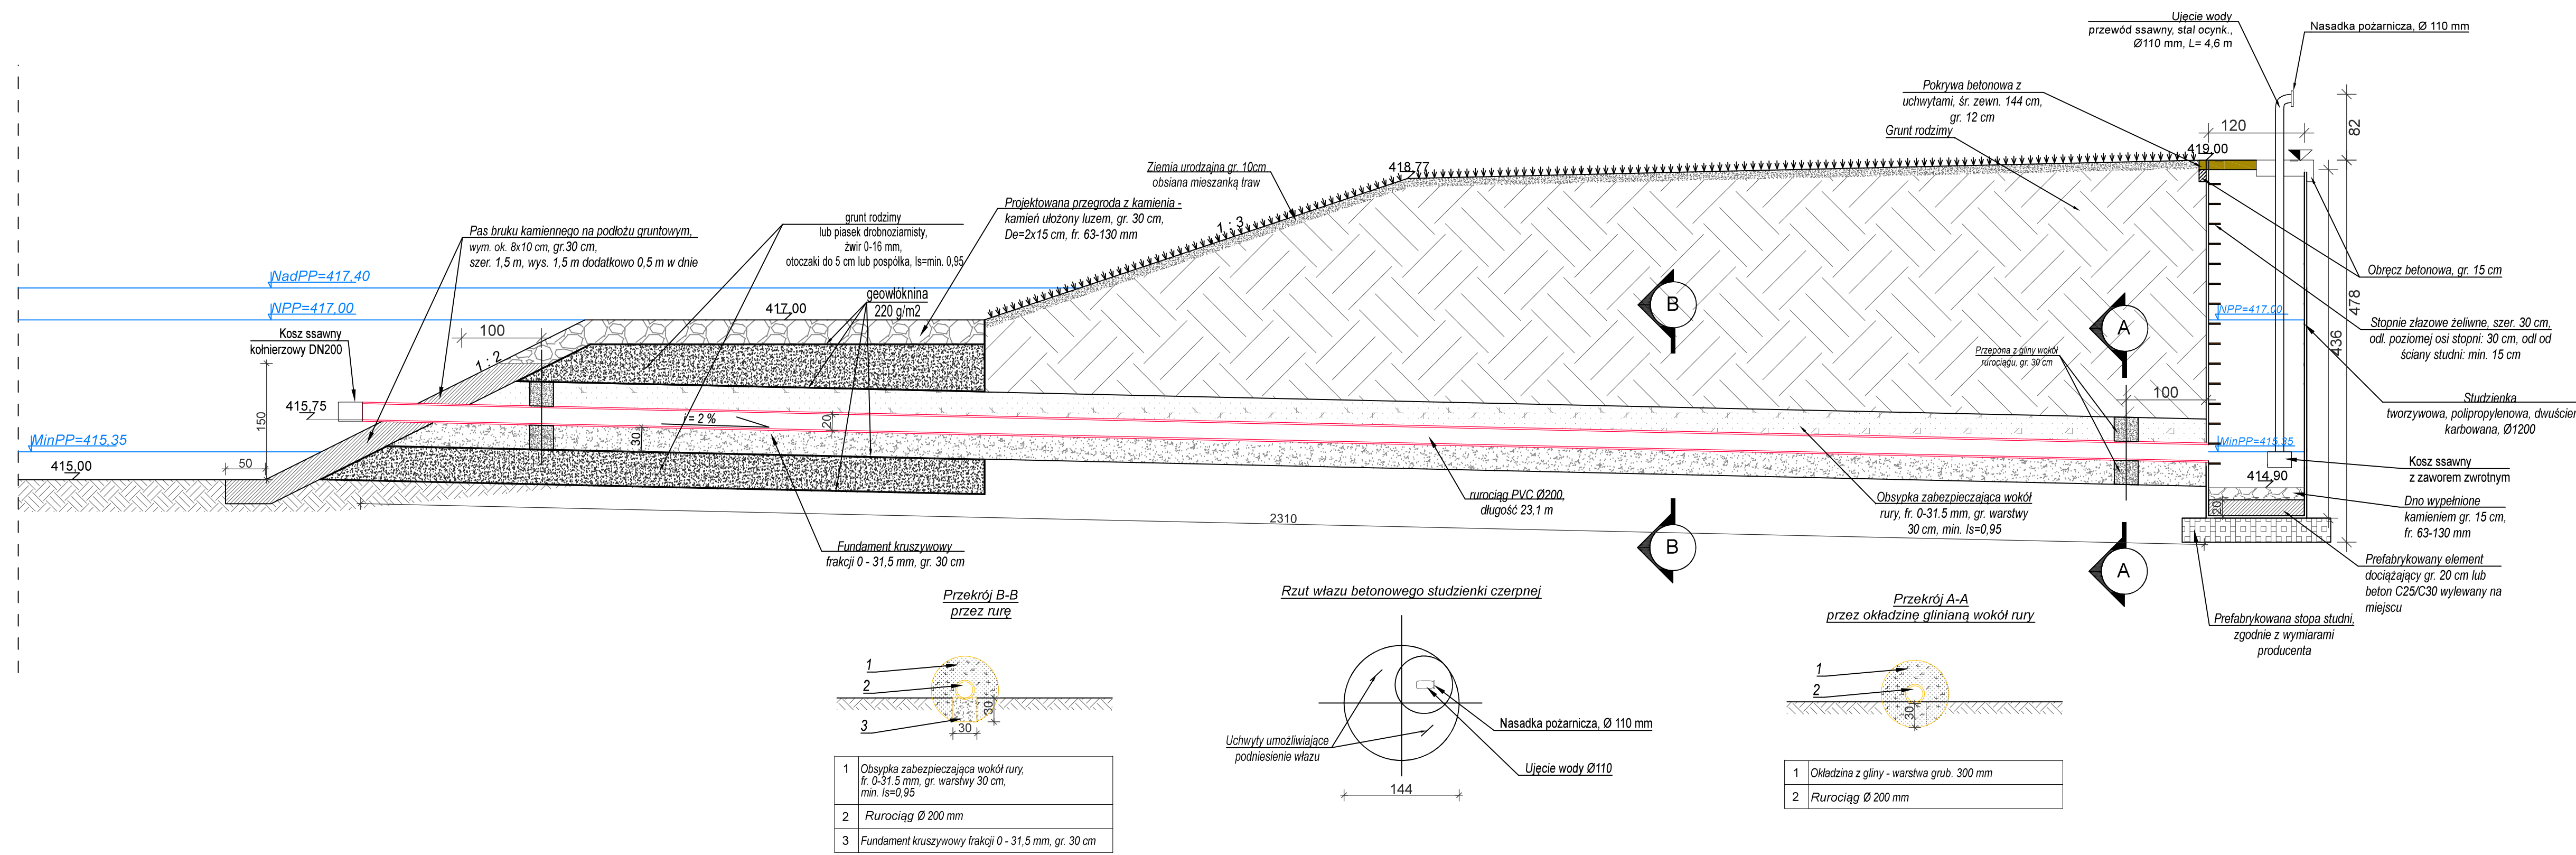 Ujęcie wody
przewód ssawny, stal ocynk.,
Ø110 mm, L= 4,6 m
Nasadka pożarnicza, Ø 110 mm
Pokrywa betonowa z
uchwytami, śr. zewn. 144 cm,
gr. 12 cm
Grunt rodzimy
120
82
419,00
418,77
Ziemia urodzajna gr. 10cm
obsiana mieszanką traw
1 : 3
Projektowana przegroda z kamienia -
kamień ułożony luzem, gr. 30 cm,
De=2x15 cm, fr. 63-130 mm
grunt rodzimy
lub piasek drobnoziarnisty,
żwir 0-16 mm,
otoczaki do 5 cm lub pospółka, Is=min. 0,95
Pas bruku kamiennego na podłożu gruntowym,
wym. ok. 8x10 cm, gr.30 cm,
szer. 1,5 m, wys. 1,5 m dodatkowo 0,5 m w dnie
NadPP=417,40
NPP=417,00
geowłóknina
220 g/m2
417,00
Kosz ssawny
kołnierzowy DN200
100
1 : 2
415,75
150
MinPP=415,35
415,00
50
i = 2 %
20
30
B
A
Przepona z gliny wokół
rurociągu, gr. 30 cm
100
NPP=417,00
MinPP=415,35
414,90
20
478
436
Obręcz betonowa, gr. 15 cm
Stopnie złazowe żeliwne, szer. 30 cm,
odl. poziomej osi stopni: 30 cm, odl od
ściany studni: min. 15 cm
Studzienka
tworzywowa, polipropylenowa, dwuścien
karbowana, Ø1200
Kosz ssawny
z zaworem zwrotnym
Dno wypełnione
kamieniem gr. 15 cm,
fr. 63-130 mm
Prefabrykowany element
dociążający gr. 20 cm lub
beton C25/C30 wylewany na
miejscu
Prefabrykowana stopa studni,
zgodnie z wymiarami
producenta
rurociąg PVC Ø200,
długość 23,1 m
Obsypka zabezpieczająca wokół
rury, fr. 0-31.5 mm, gr. warstwy
30 cm, min. Is=0,95
2310
Fundament kruszywowy
frakcji 0 - 31,5 mm, gr. 30 cm
B
A
Przekrój B-B
przez rurę
1
2
3
30
30
1 Obsypka zabezpieczająca wokół rury,
fr. 0-31.5 mm, gr. warstwy 30 cm,
min. Is=0,95
2 Rurociąg Ø 200 mm
3 Fundament kruszywowy frakcji 0 - 31,5 mm, gr. 30 cm
Rzut włazu betonowego studzienki czerpnej
Nasadka pożarnicza, Ø 110 mm
Uchwyty umożliwiające
podniesienie włazu
Ujęcie wody Ø110
144
Przekrój A-A
przez okładzinę glinianą wokół rury
1
2
30
1 Okładzina z gliny - warstwa grub. 300 mm
2 Rurociąg Ø 200 mm